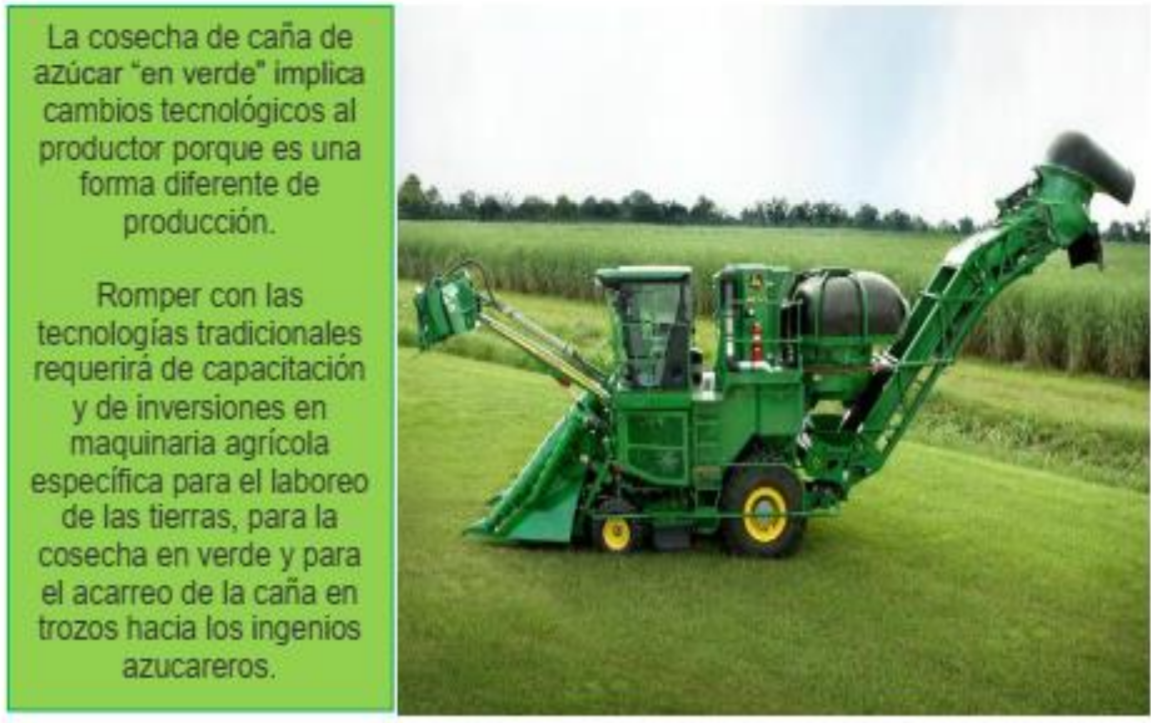 La cosecha de caña de
azúcar “en verde” implica
cambios tecnológicos al
productor porque es una
forma diferente de
producción.
Romper con las
tecnologías tradicionales
requerirá de capacitación
y de inversiones en
maquinaria agrícola
específica para el laboreo
de las tierras, para la
cosecha en verde y para
el acarreo de la caña en
trozos hacia los ingenios
azucareros.